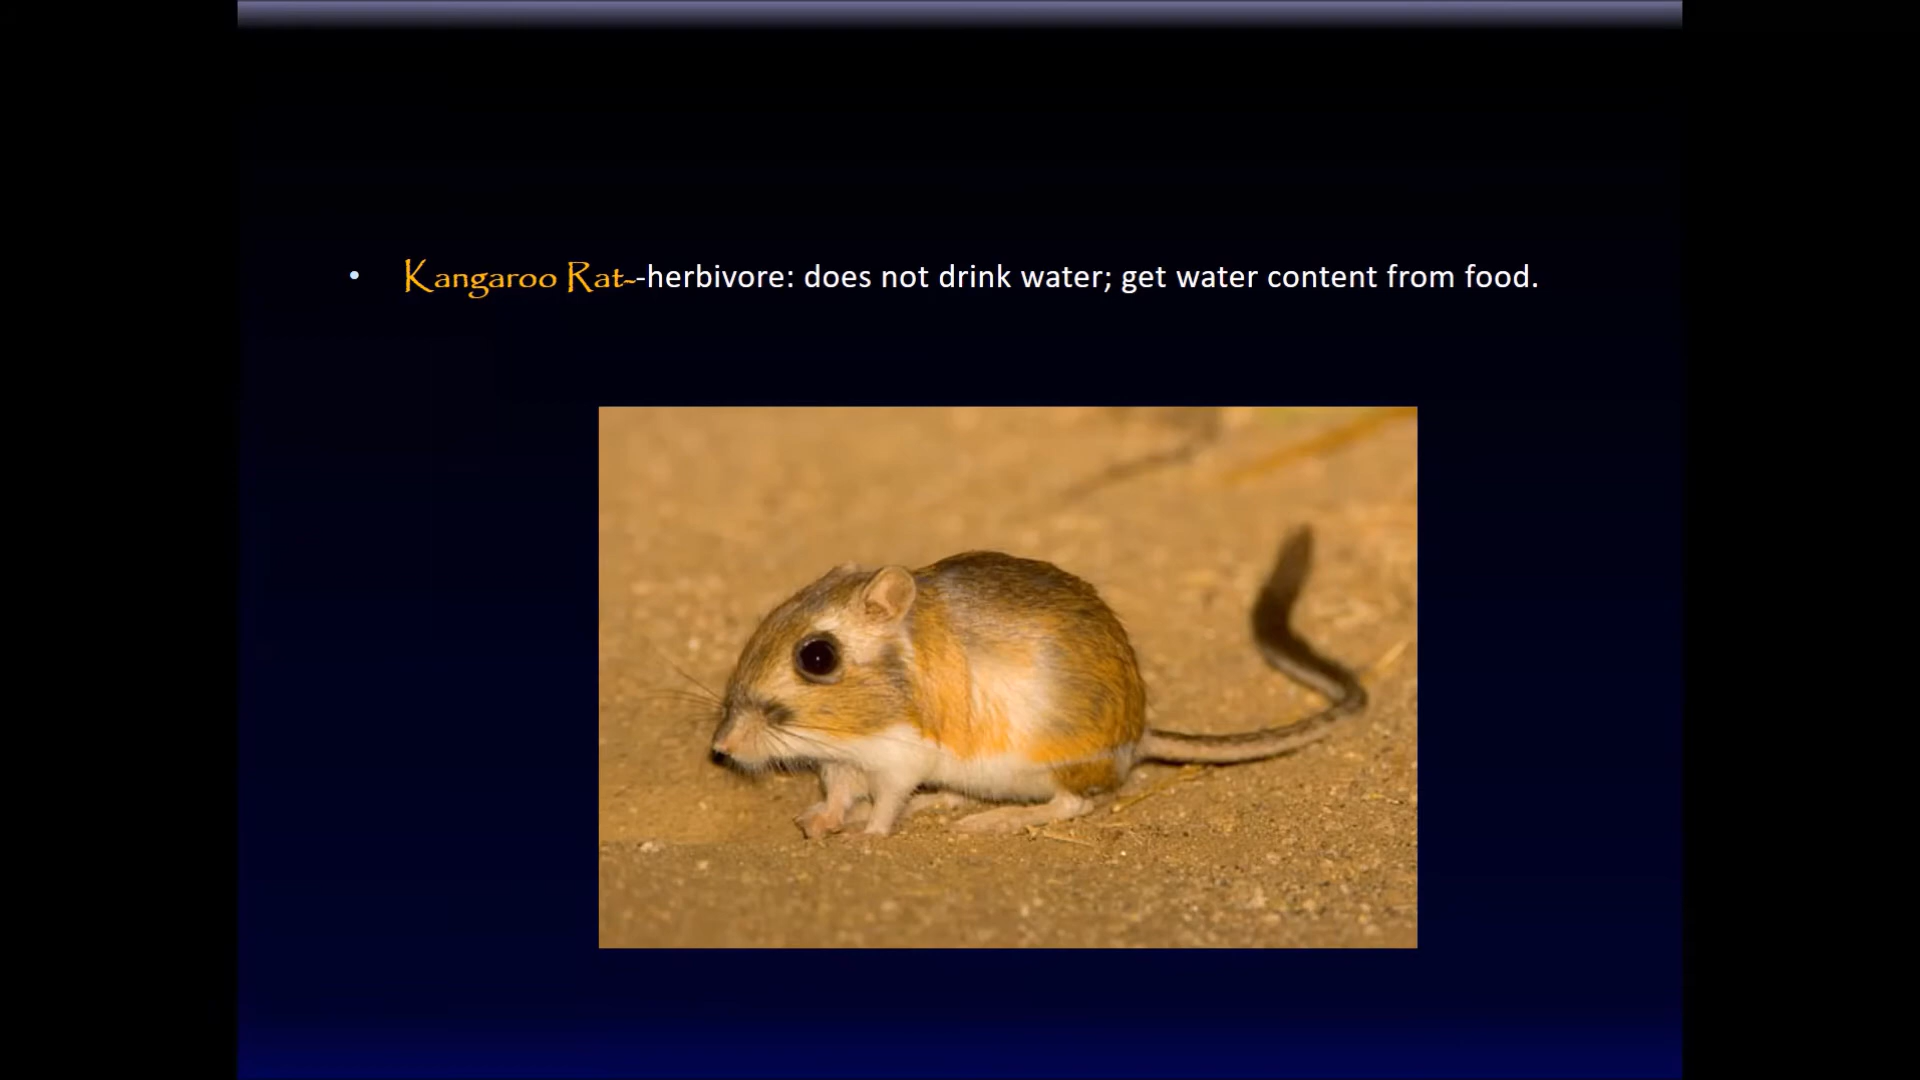 • Kangaroo Rat--herbivore: does not drink water; get water content from food.